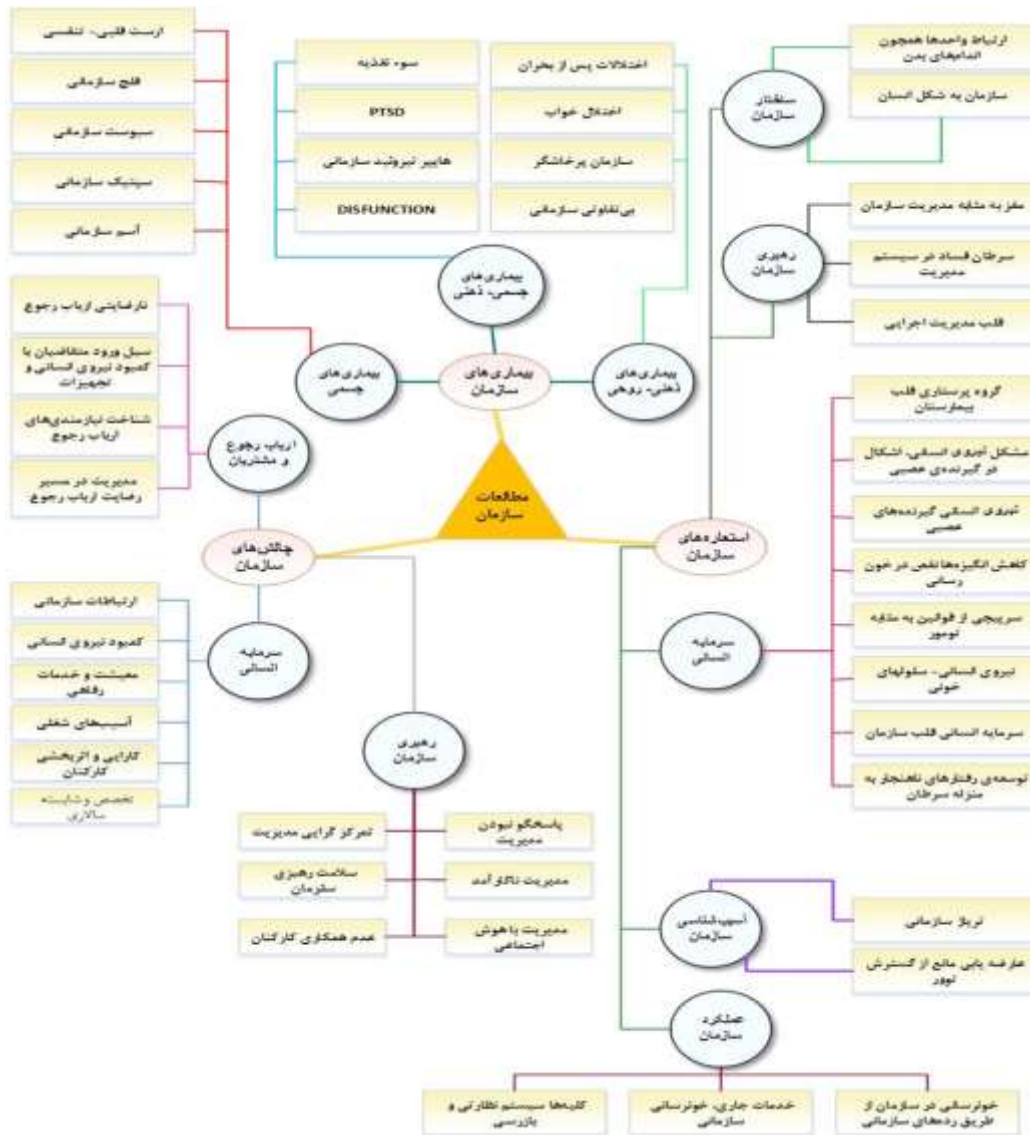 ارتباط واحدها همچون
اندام‌های بدن
سازمان به شکل انسان
ساختار
سازمان
مغز به مثابه مدیریت سازمان
سرطان فساد در سیستم
مدیریت
قلب مدیریت اجرایی
رهبری
سازمان
اختلالات پس از بحران
اختلال خواب
سازمان پرخاشگر
بی‌تفاوتی سازمانی
سوء تغذیه
PTSD
هایپر تیروئید سازمانی
DISFUNCTION
ارست قلبی- تنفسی
فلج سازمانی
یبوست سازمانی
سینیک سازمانی
آسم سازمانی
بیماری‌های
ذهنی- روحی
بیماری‌های
جسمی- ذهنی
بیماری‌های
جسمی
بیماری‌های
سازمان
مطالعات
سازمان
استعاره‌های
سازمان
چالش‌های
سازمان
ارباب رجوع
و مشتریان
نارضایتی ارباب رجوع
سیل ورود متقاضیان با
کمبود نیروی انسانی و
تجهیزات
شناخت نیازمندی‌های
ارباب رجوع
مدیریت در مسیر
رضایت ارباب رجوع
گروه پرستاری قلب
بیمارستان
مشکل نیروی انسانی، اشکال
در گیرنده‌ی عصبی
نیروی انسانی گیرنده‌های
عصبی
کاهش انگیزه‌ها نقص در خون
رسانی
سرپیچی از قوانین به مثابه
تومور
نیروی انسانی- سلولهای
خونی
سرمایه انسانی قلب سازمان
توسعه‌ی رفتارهای ناهنجار به
منزله سرطان
سرمایه
انسانی
سرمایه
انسانی
ارتباطات سازمانی
کمبود نیروی انسانی
معیشت و خدمات
رفاهی
آسیب‌های شغلی
کارایی و اثربخشی
کارکنان
تخصص و شایسته
سالاری
رهبری
سازمان
پاسخگو نبودن
مدیریت
مدیریت ناکارآمد
مدیریت با هوش
اجتماعی
تمرکز گرایی مدیریت
سلامت رهبری
سازمان
عدم همکاری کارکنان
آسیب‌شناسی
سازمان
تریاژ سازمانی
عارضه یابی مانع از گسترش
تومور
عملکرد
سازمان
خونرسانی در سازمان از
طریق رده‌های سازمانی
خدمات جاری، خونرسانی
سازمانی
کلیه‌ها سیستم نظارتی و
بازرسی